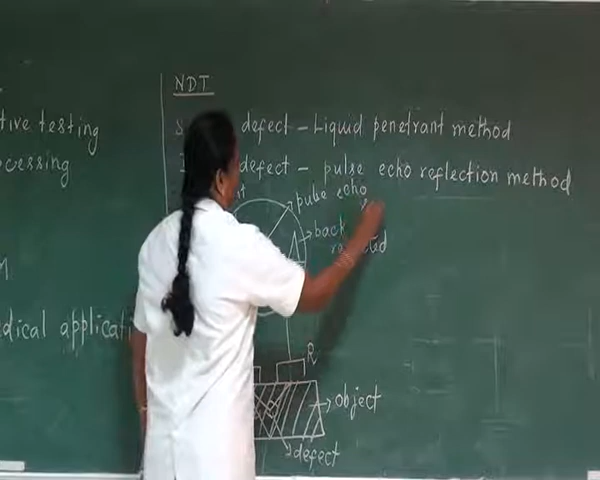 NDT
tive testing
defect - Liquid penetrant method
ocessing
defect - pulse echo reflection method
pulse echo
back
dical applicati
R
object
defect